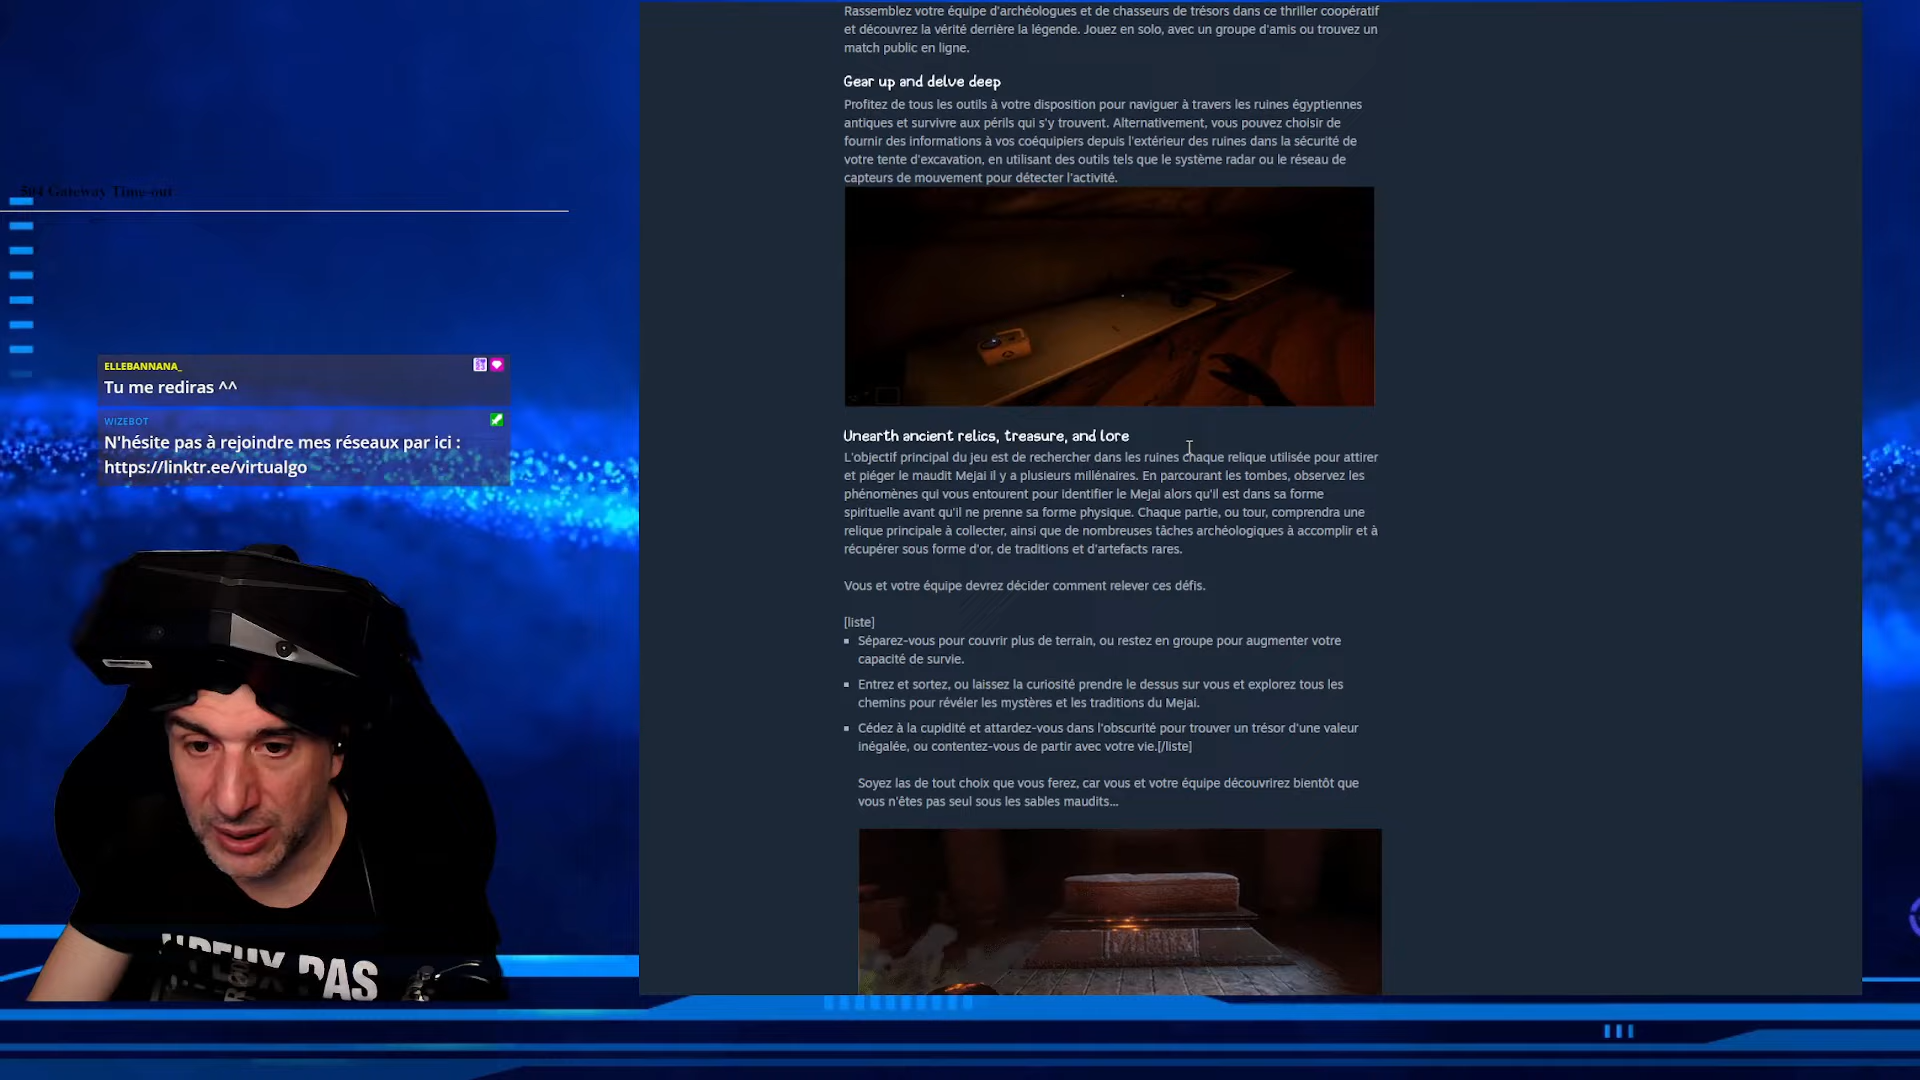 Rassemblez votre équipe d'archéologues et de chasseurs de trésors dans ce thriller coopératif
et découvrez la vérité derrière la légende. Jouez en solo, avec un groupe d'amis ou trouvez un
match public en ligne.
Gear up and delve deep
Profitez de tous les outils à votre disposition pour naviguer à travers les ruines égyptiennes
antiques et survivre aux périls qui s'y trouvent. Alternativement, vous pouvez choisir de
fournir des informations à vos coéquipiers depuis l'extérieur des ruines dans la sécurité de
votre tente d'excavation, en utilisant des outils tels que le système radar ou le réseau de
capteurs de mouvement pour détecter l'activité.
504 Gateway Time-out
ELLEBANNANA_
Tu me rediras ^^
WIZEBOT
N'hésite pas à rejoindre mes réseaux par ici :
https://linktr.ee/virtualgo
Unearth ancient relics, treasure, and lore
L'objectif principal du jeu est de rechercher dans les ruines chaque relique utilisée pour attirer
et piéger le maudit Mejai il y a plusieurs millénaires. En parcourant les tombes, observez les
phénomènes qui vous entourent pour identifier le Mejai alors qu'il est dans sa forme
spirituelle avant qu'il ne prenne sa forme physique. Chaque partie, ou tour, comprendra une
relique principale à collecter, ainsi que de nombreuses tâches archéologiques à accomplir et à
récupérer sous forme d'or, de traditions et d'artefacts rares.
Vous et votre équipe devrez décider comment relever ces défis.
[liste]
Séparez-vous pour couvrir plus de terrain, ou restez en groupe pour augmenter votre
capacité de survie.
Entrez et sortez, ou laissez la curiosité prendre le dessus sur vous et explorez tous les
chemins pour révéler les mystères et les traditions du Mejai.
Cédez à la cupidité et attardez-vous dans l'obscurité pour trouver un trésor d'une valeur
inégalée, ou contentez-vous de partir avec votre vie.[/liste]
Soyez las de tout choix que vous ferez, car vous et votre équipe découvrirez bientôt que
vous n'êtes pas seul sous les sables maudits...
PAS